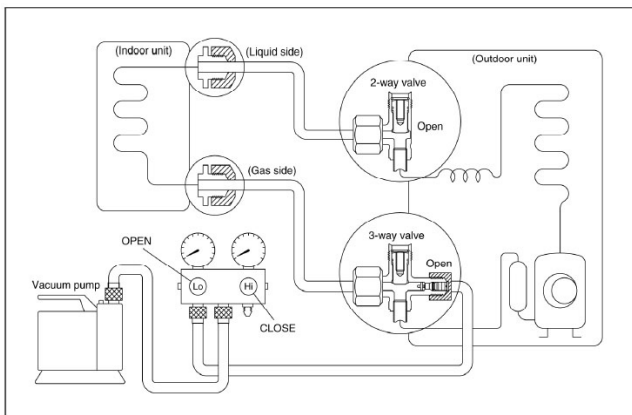 (Indoor unit)
(Liquid side)
(Outdoor unit)
2-way valve
Open
(Gas side)
3-way valve
Open
OPEN
Lo
Hi
CLOSE
Vacuum pump